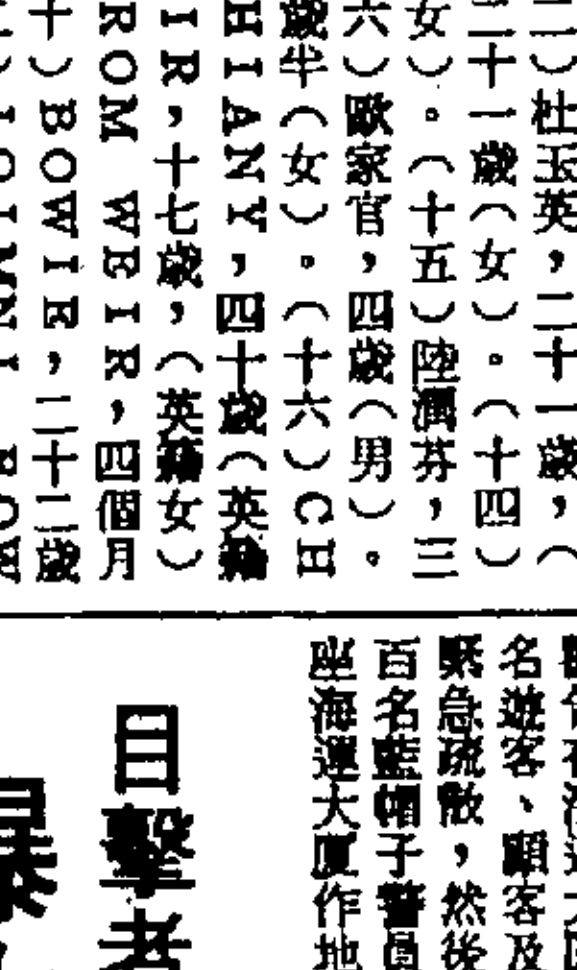 二）杜玉英，二十一歲，（
二十一歲（女）。（十四）
女）。（十五）陸潤芬，三
六）歐家官，四歲（男）。
歲半（女）。（十六）CH
HIANY，四十歲（英籍
IR，十七歲，（英籍女）
ROM WEIR，四個月
十）BOWIE，二十二歲
名遊客、顧客及
緊急疏散，然後
百名藍帽子警員
座海運大厦作地
目擊者